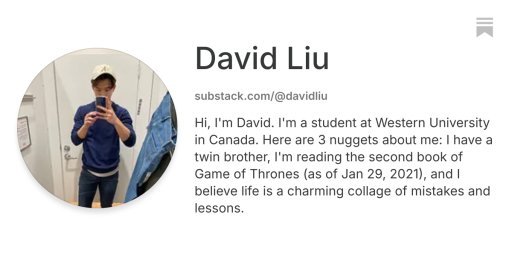 David Liu
substack.com/@davidliu
Hi, I'm David. I'm a student at Western University
in Canada. Here are 3 nuggets about me: I have a
twin brother, I'm reading the second book of
Game of Thrones (as of Jan 29, 2021), and I
believe life is a charming collage of mistakes and
lessons.